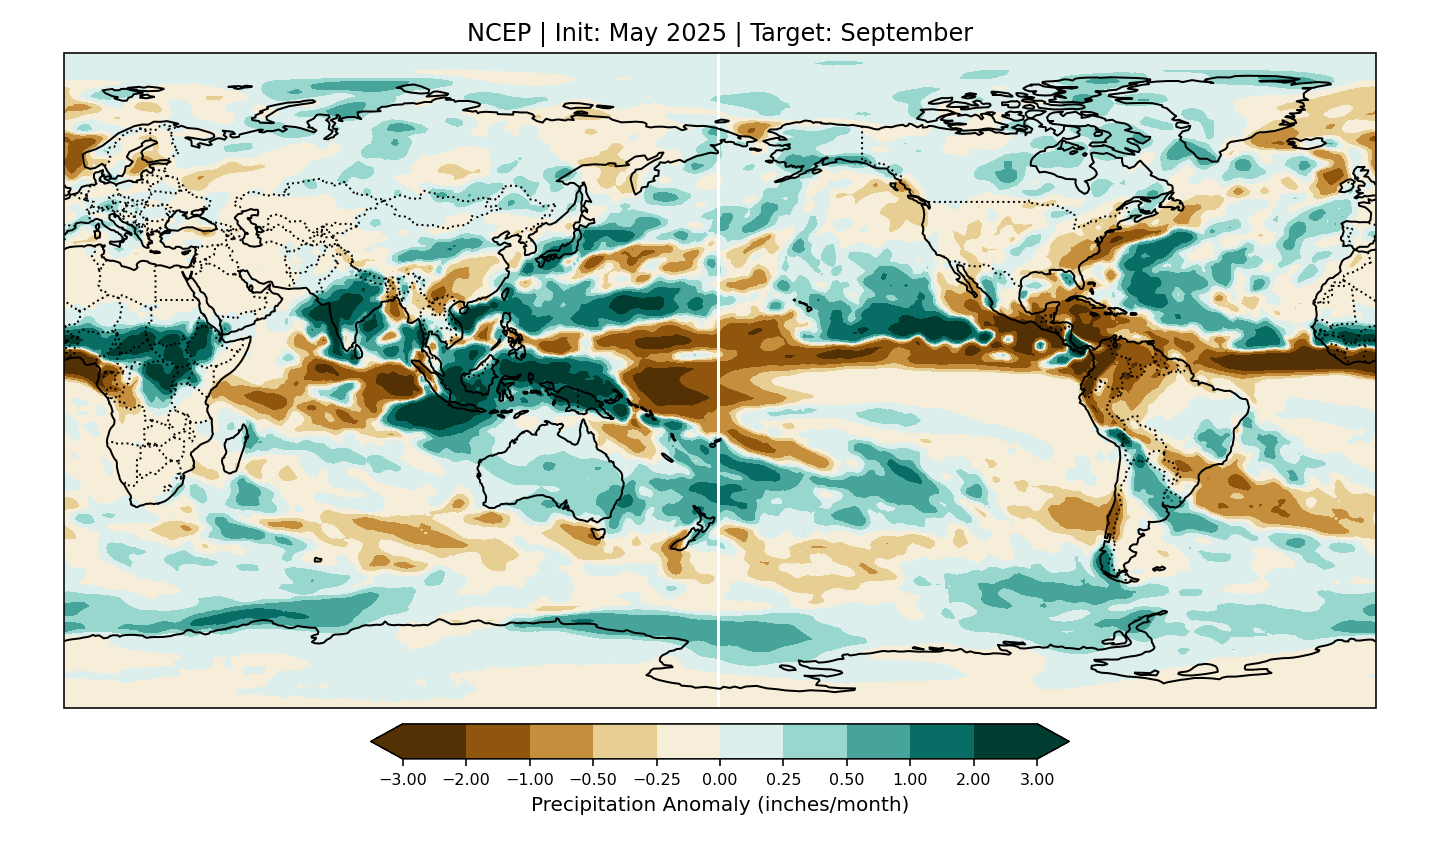 NCEP | Init: May 2025 | Target: September
−3.00 −2.00 −1.00 −0.50 −0.25 0.00 0.25 0.50 1.00 2.00 3.00
Precipitation Anomaly (inches/month)